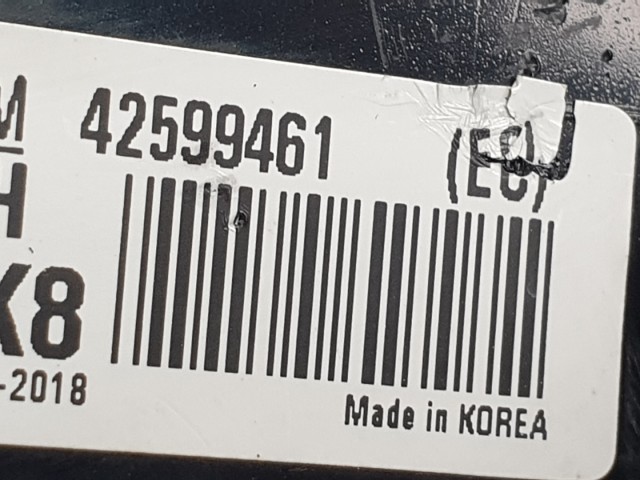 M 42599461 (EC)
H
K8
-2018
Made in KOREA